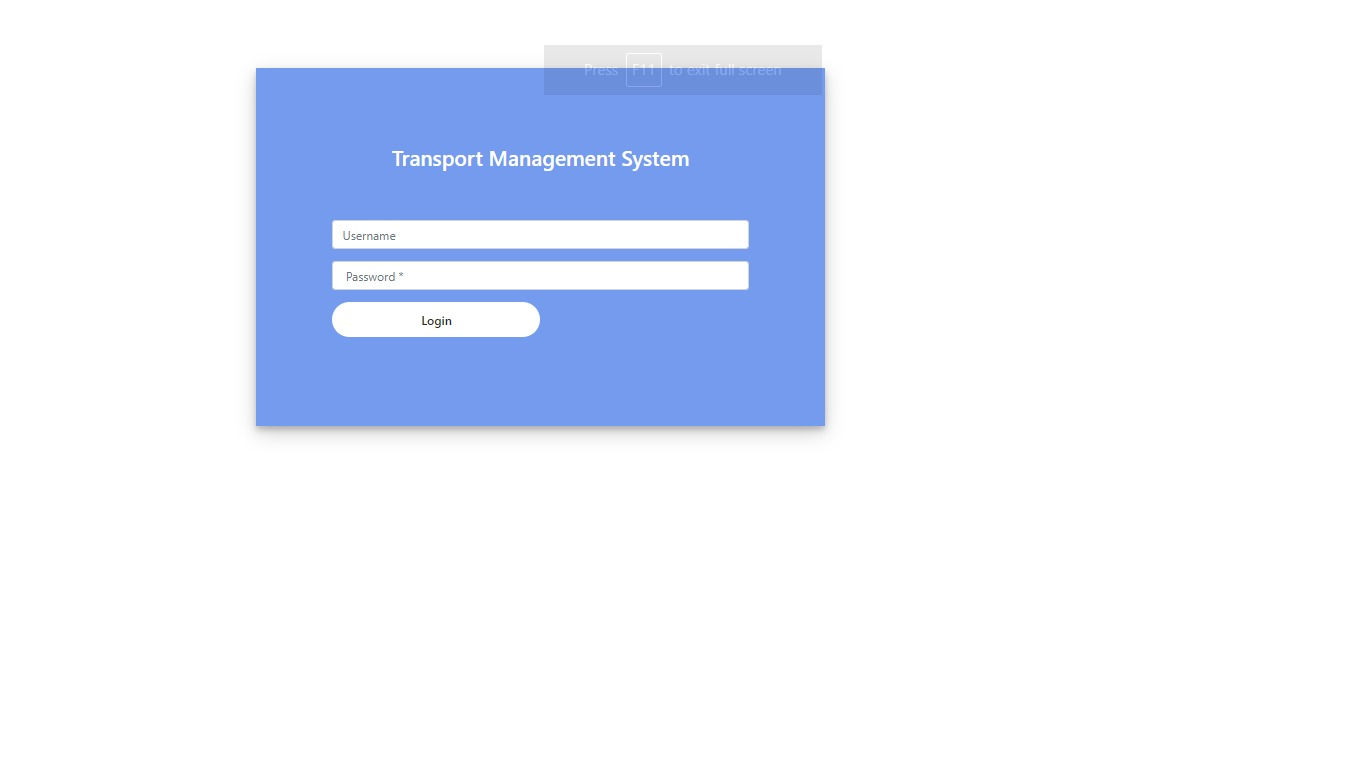 Press F11 to exit full screen
Transport Management System
Username
Password *
Login